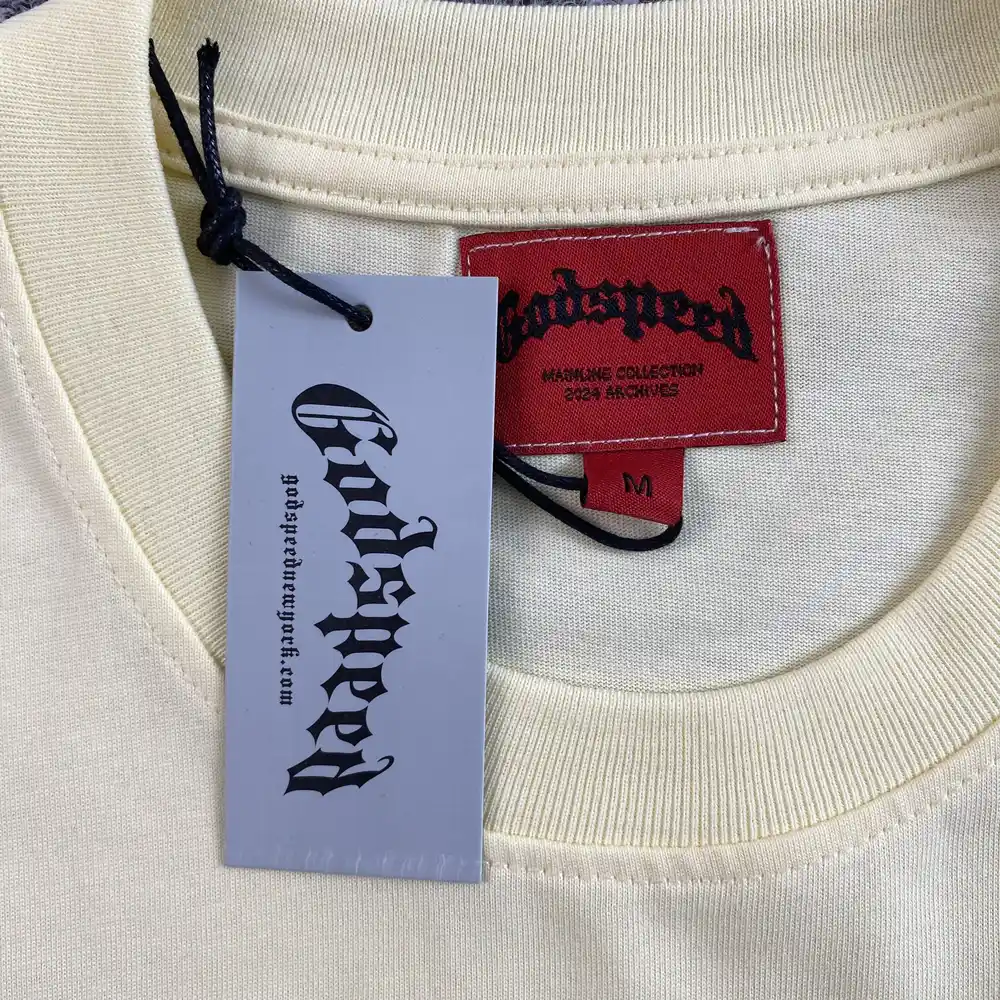 Godspeed
godspeednewyork.com
Godspeed
MAINLINE COLLECTION
2024 ARCHIVES
M